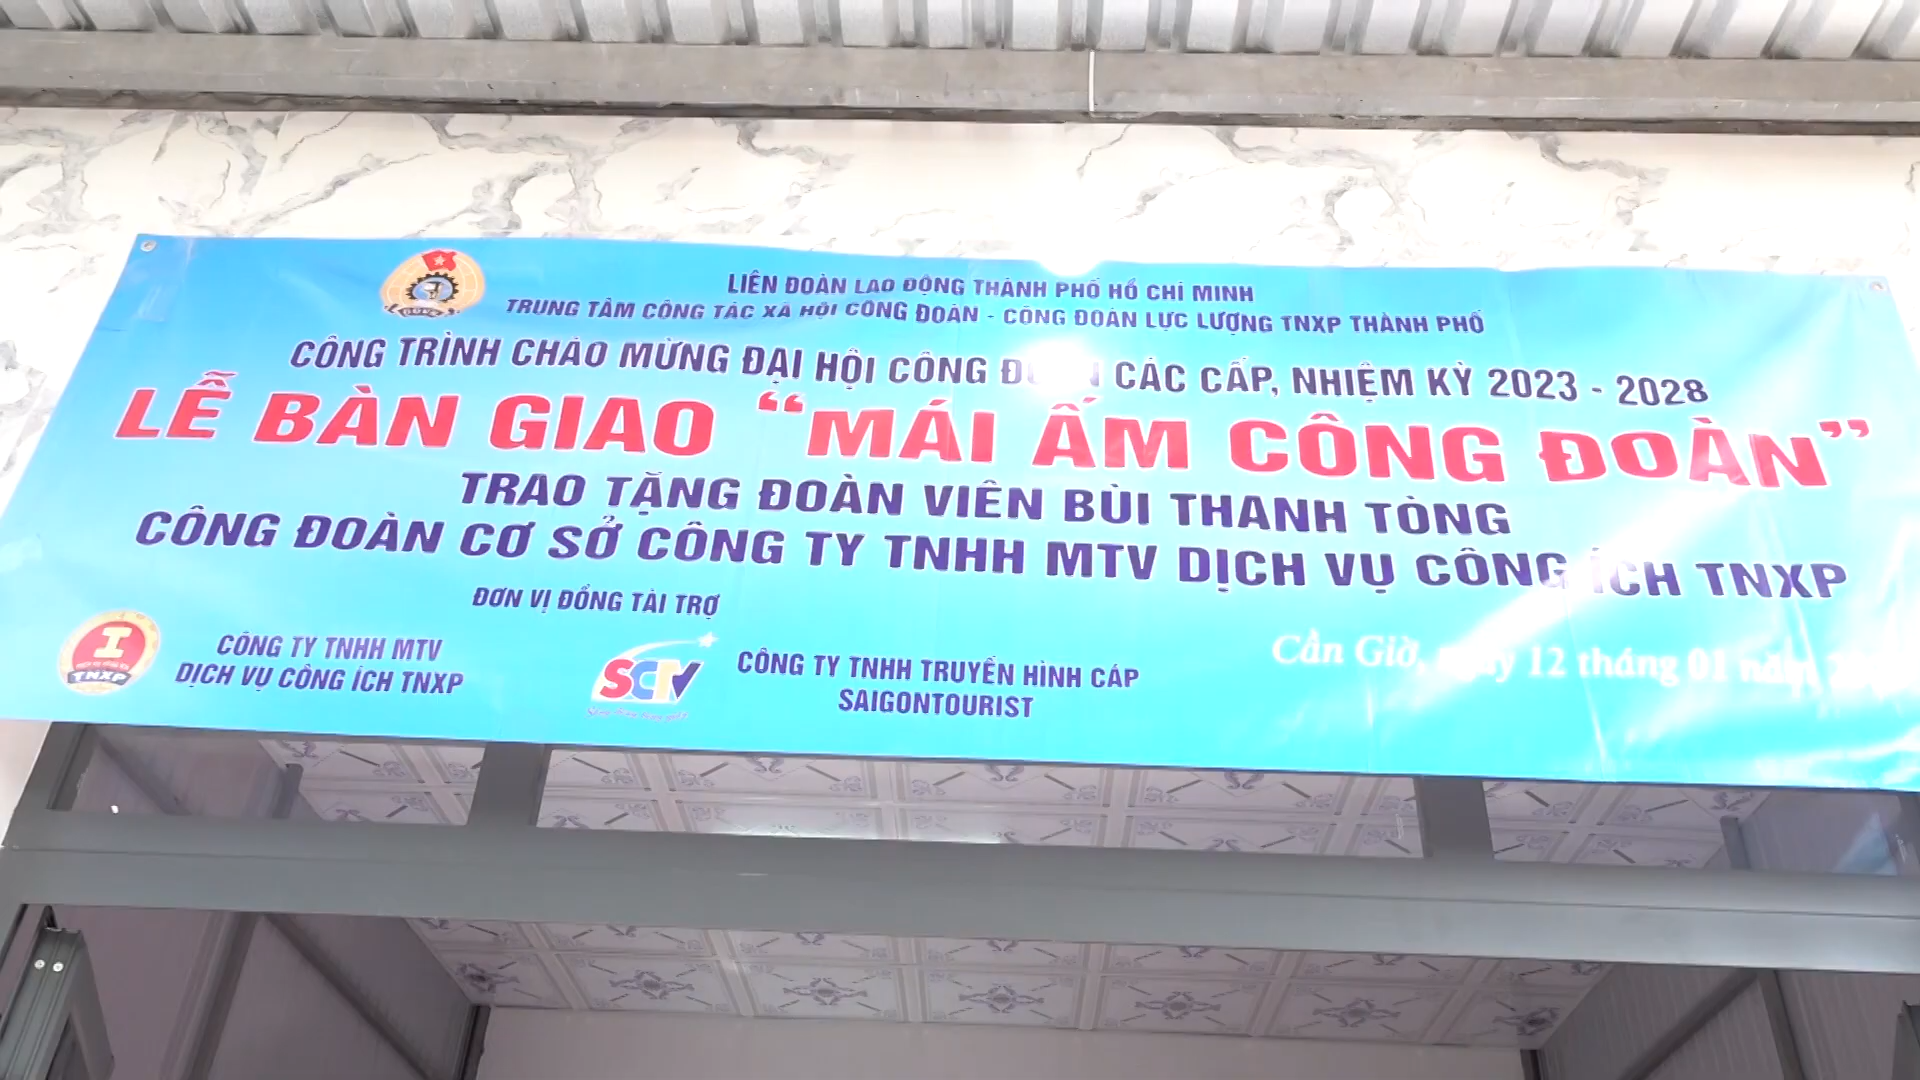 LIÊN ĐOÀN LAO ĐỘNG THÀNH PHỐ HỒ CHÍ MINH
TRUNG TÂM CÔNG TÁC XÃ HỘI CÔNG ĐOÀN - CÔNG ĐOÀN LỰC LƯỢNG TNXP THÀNH PHỐ
CÔNG TRÌNH CHÀO MỪNG ĐẠI HỘI CÔNG ĐOÀN CÁC CẤP, NHIỆM KỲ 2023 - 2028
LỄ BÀN GIAO “MÁI ẤM CÔNG ĐOÀN”
TRAO TẶNG ĐOÀN VIÊN BÙI THANH TÒNG
CÔNG ĐOÀN CƠ SỞ CÔNG TY TNHH MTV DỊCH VỤ CÔNG ÍCH TNXP
ĐƠN VỊ ĐỒNG TÀI TRỢ
TNXP
CÔNG TY TNHH MTV
DỊCH VỤ CÔNG ÍCH TNXP
SCTV
CÔNG TY TNHH TRUYỀN HÌNH CÁP
SAIGONTOURIST
Cần Giờ, ngày 12 tháng 01 năm